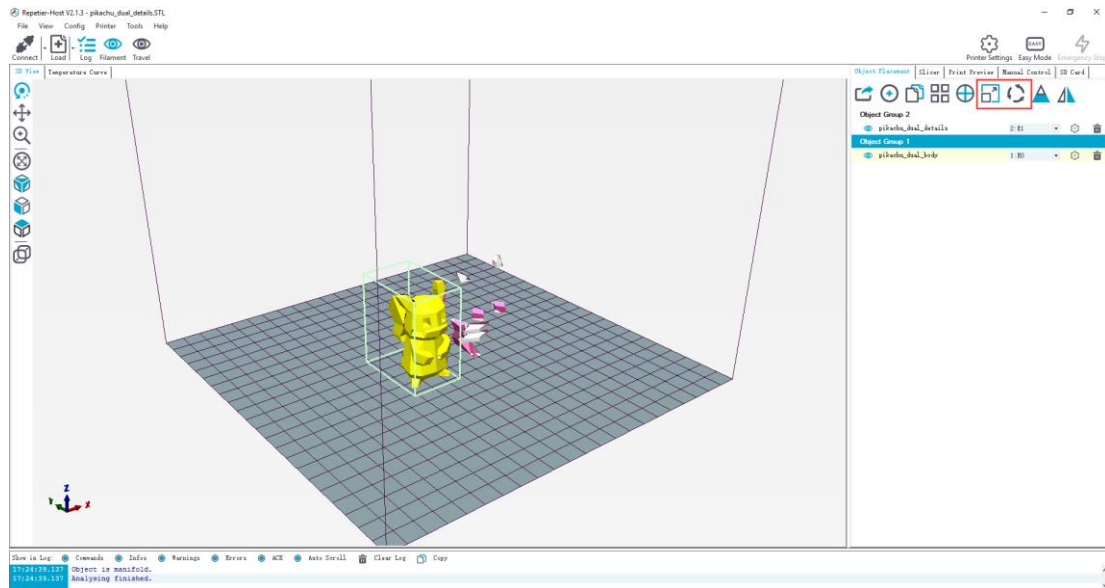 Repetier-Host V2.1.3 - pikachu_dual_details.STL
File View Config Printer Tools Help
Connect Load Log Filament Travel
Printer Settings Easy Mode Emergency Stop
EASY
3D View Temperature Curve
Object Placement Slicer Print Preview Manual Control SD Card
Object Group 2
pikachu_dual_details 2:E1
Object Group 1
pikachu_dual_body 1:E0
Z
Y
X
Show in Log: Commands Infos Warnings Errors ACK Auto Scroll Clear Log Copy
17:24:39.137 Object is manifold.
17:24:39.137 Analysing finished.